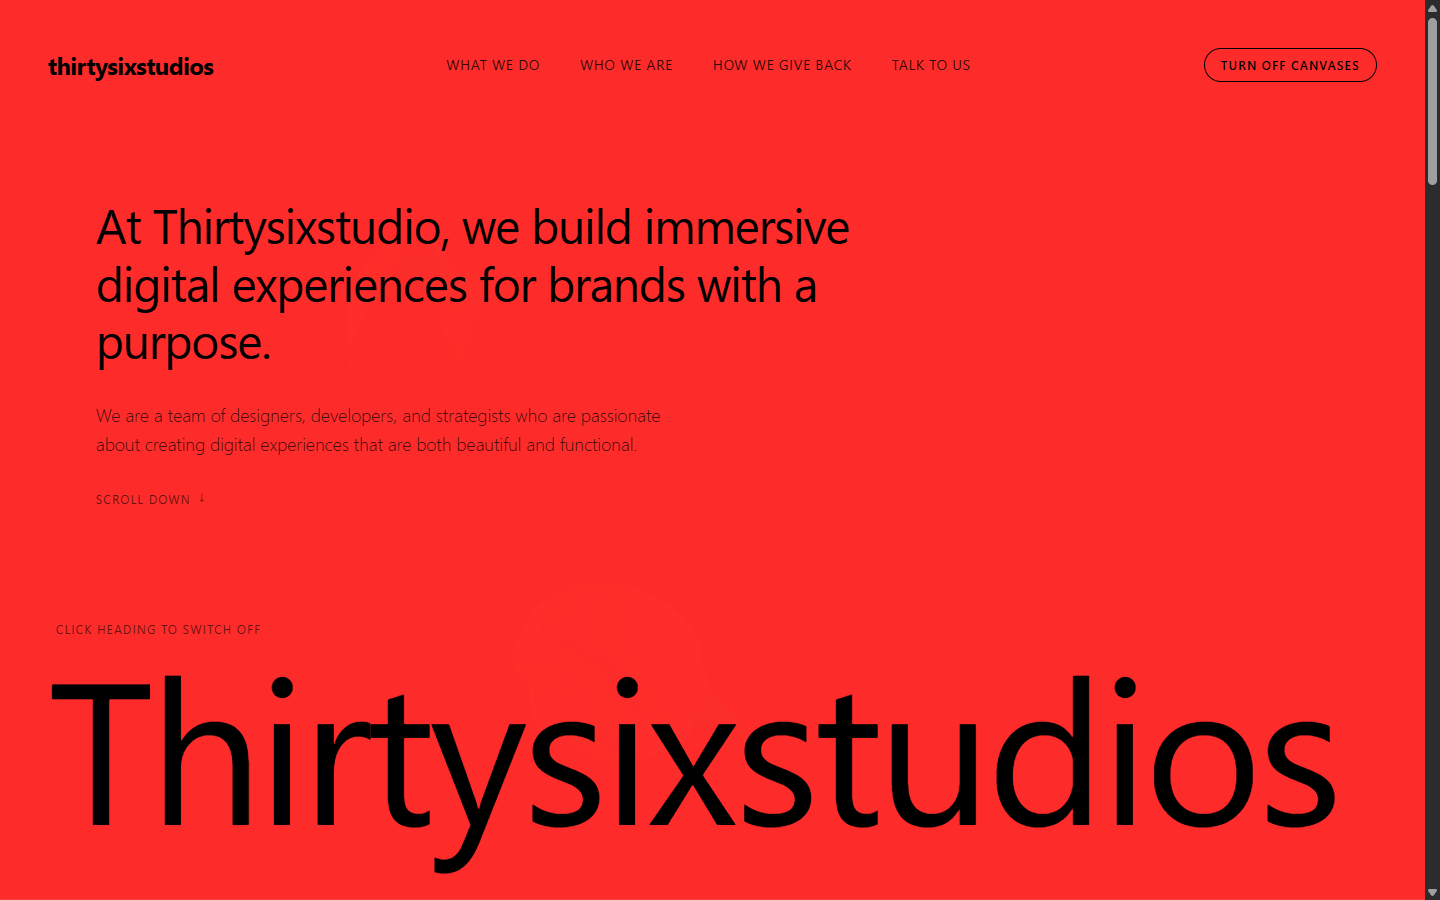 thirtysixstudios
WHAT WE DO
WHO WE ARE
HOW WE GIVE BACK
TALK TO US
TURN OFF CANVASES
At Thirtysixstudio, we build immersive
digital experiences for brands with a
purpose.
We are a team of designers, developers, and strategists who are passionate
about creating digital experiences that are both beautiful and functional.
SCROLL DOWN ↓
CLICK HEADING TO SWITCH OFF
Thirtysixstudios